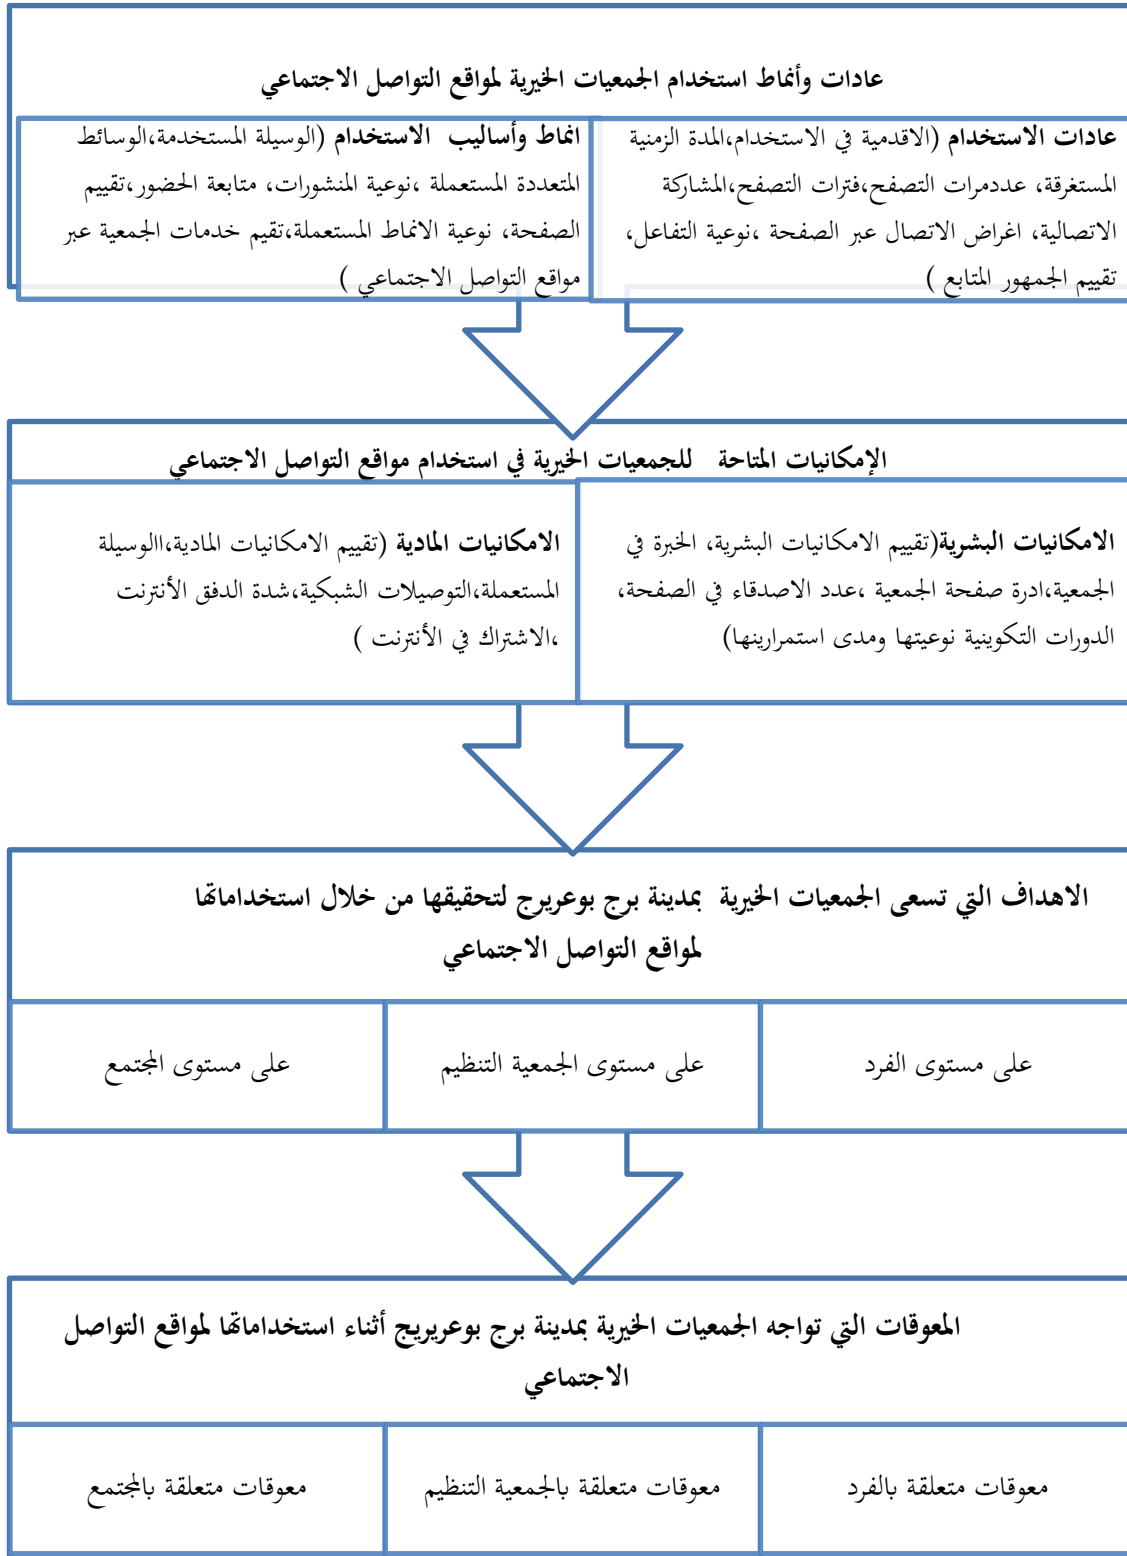 عادات وأنماط استخدام الجمعيات الخيرية لمواقع التواصل الاجتماعي
عادات الاستخدام (الاقدمية في الاستخدام،المدة الزمنية
المستغرقة، عددمرات التصفح،فترات التصفح،المشاركة
الاتصالية، اغراض الاتصال عبر الصفحة ،نوعية التفاعل،
تقييم الجمهور المتابع )
انماط وأساليب الاستخدام (الوسيلة المستخدمة،الوسائط
المتعددة المستعملة ،نوعية المنشورات، متابعة الحضور،تقييم
الصفحة، نوعية الانماط المستعملة،تقيم خدمات الجمعية عبر
مواقع التواصل الاجتماعي )
الإمكانيات المتاحة للجمعيات الخيرية في استخدام مواقع التواصل الاجتماعي
الامكانيات البشرية(تقييم الامكانيات البشرية، الخبرة في
الجمعية،ادرة صفحة الجمعية ،عدد الاصدقاء في الصفحة،
الدورات التكوينية نوعيتها ومدى استمرارينها)
الامكانيات المادية (تقييم الامكانيات المادية،االوسيلة
المستعملة،التوصيلات الشبكية،شدة الدفق الأنترنت
،الاشتراك في الأنترنت )
الاهداف التي تسعى الجمعيات الخيرية بمدينة برج بوعريرج لتحقيقها من خلال استخداماتها
لمواقع التواصل الاجتماعي
على مستوى الفرد
على مستوى الجمعية التنظيم
على مستوى المجتمع
المعوقات التي تواجه الجمعيات الخيرية بمدينة برج بوعريريج أثناء استخداماتها لمواقع التواصل
الاجتماعي
معوقات متعلقة بالفرد
معوقات متعلقة بالجمعية التنظيم
معوقات متعلقة بالمجتمع